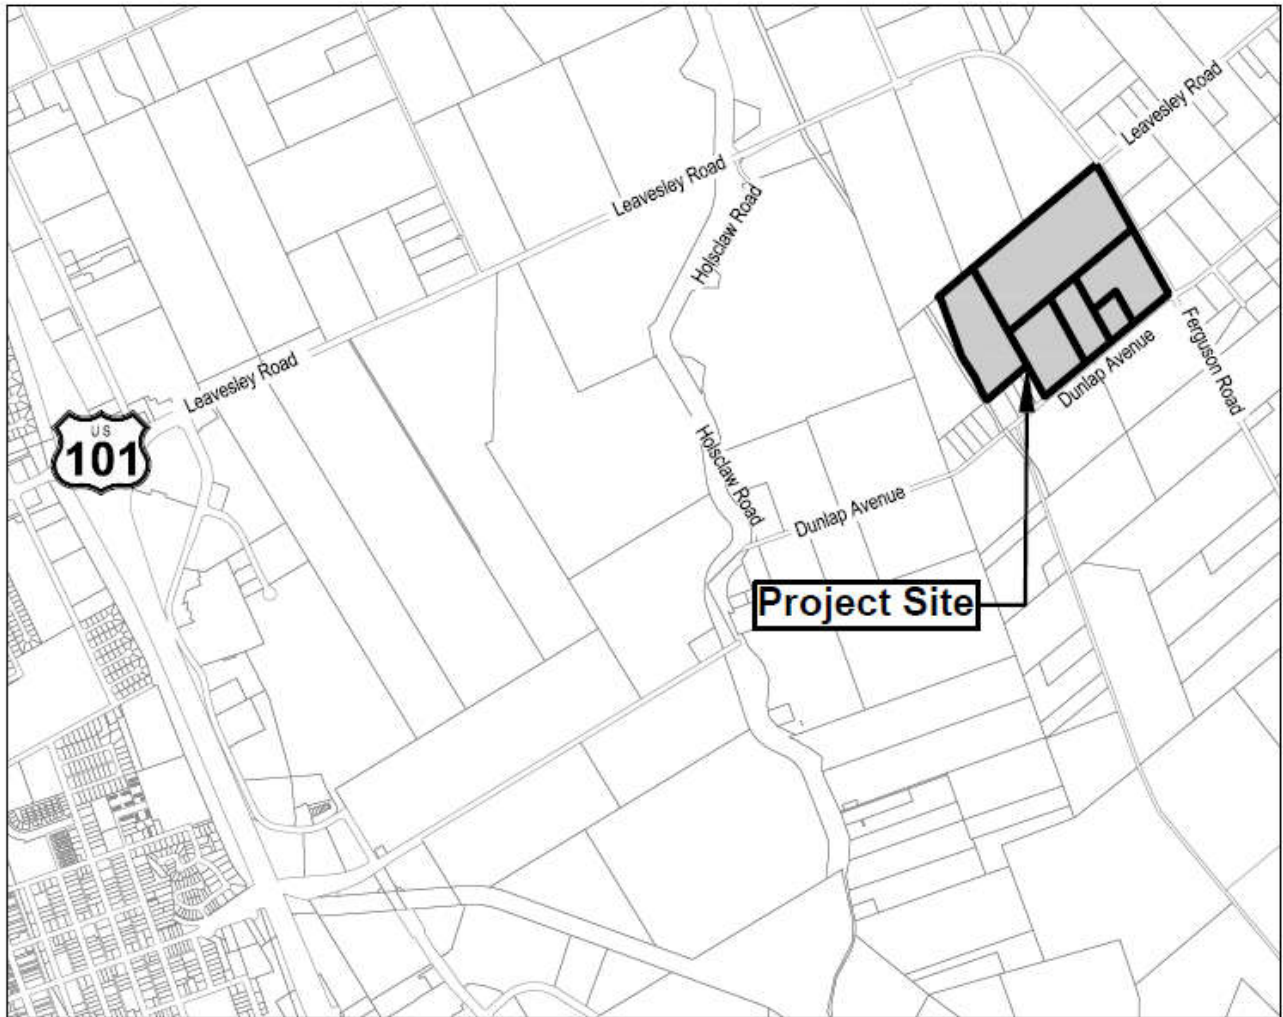 Leavesley Road
Leavesley Road
Holsclaw Road
Leavesley Road
Ferguson Road
Dunlap Avenue
US
101
Holsclaw Road
Dunlap Avenue
Project Site